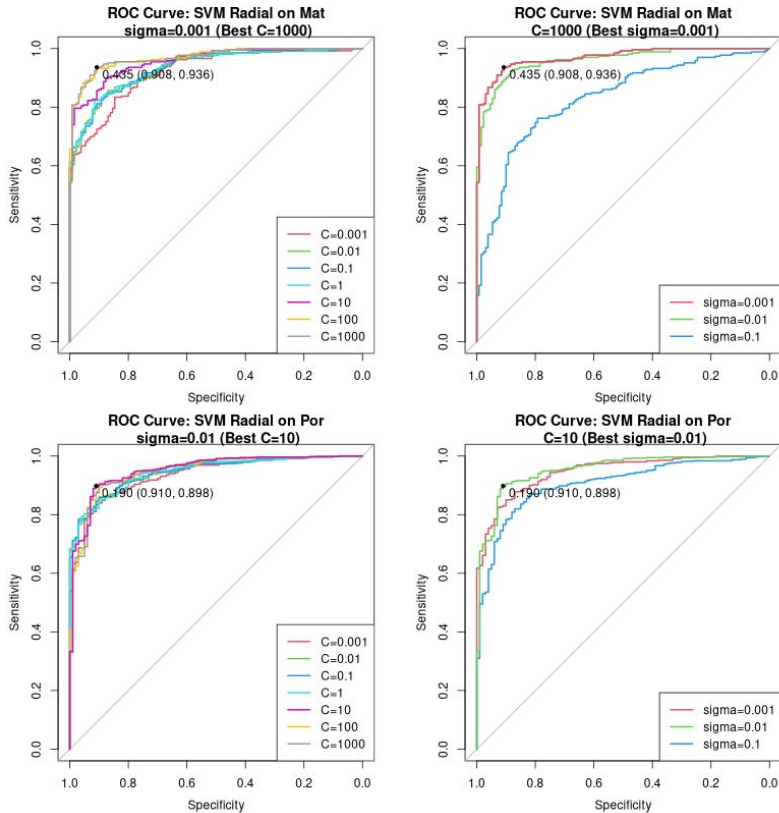 ROC Curve: SVM Radial on Mat
sigma=0.001 (Best C=1000)
Sensitivity
1.0
0.8
0.6
0.4
0.2
0.0
0.435 (0.908, 0.936)
C=0.001
C=0.01
C=0.1
C=1
C=10
C=100
C=1000
1.0 0.8 0.6 0.4 0.2 0.0
Specificity
ROC Curve: SVM Radial on Mat
C=1000 (Best sigma=0.001)
Sensitivity
1.0
0.8
0.6
0.4
0.2
0.0
0.435 (0.908, 0.936)
sigma=0.001
sigma=0.01
sigma=0.1
1.0 0.8 0.6 0.4 0.2 0.0
Specificity
ROC Curve: SVM Radial on Por
sigma=0.01 (Best C=10)
Sensitivity
1.0
0.8
0.6
0.4
0.2
0.0
0.190 (0.910, 0.898)
C=0.001
C=0.01
C=0.1
C=1
C=10
C=100
C=1000
1.0 0.8 0.6 0.4 0.2 0.0
Specificity
ROC Curve: SVM Radial on Por
C=10 (Best sigma=0.01)
Sensitivity
1.0
0.8
0.6
0.4
0.2
0.0
0.190 (0.910, 0.898)
sigma=0.001
sigma=0.01
sigma=0.1
1.0 0.8 0.6 0.4 0.2 0.0
Specificity